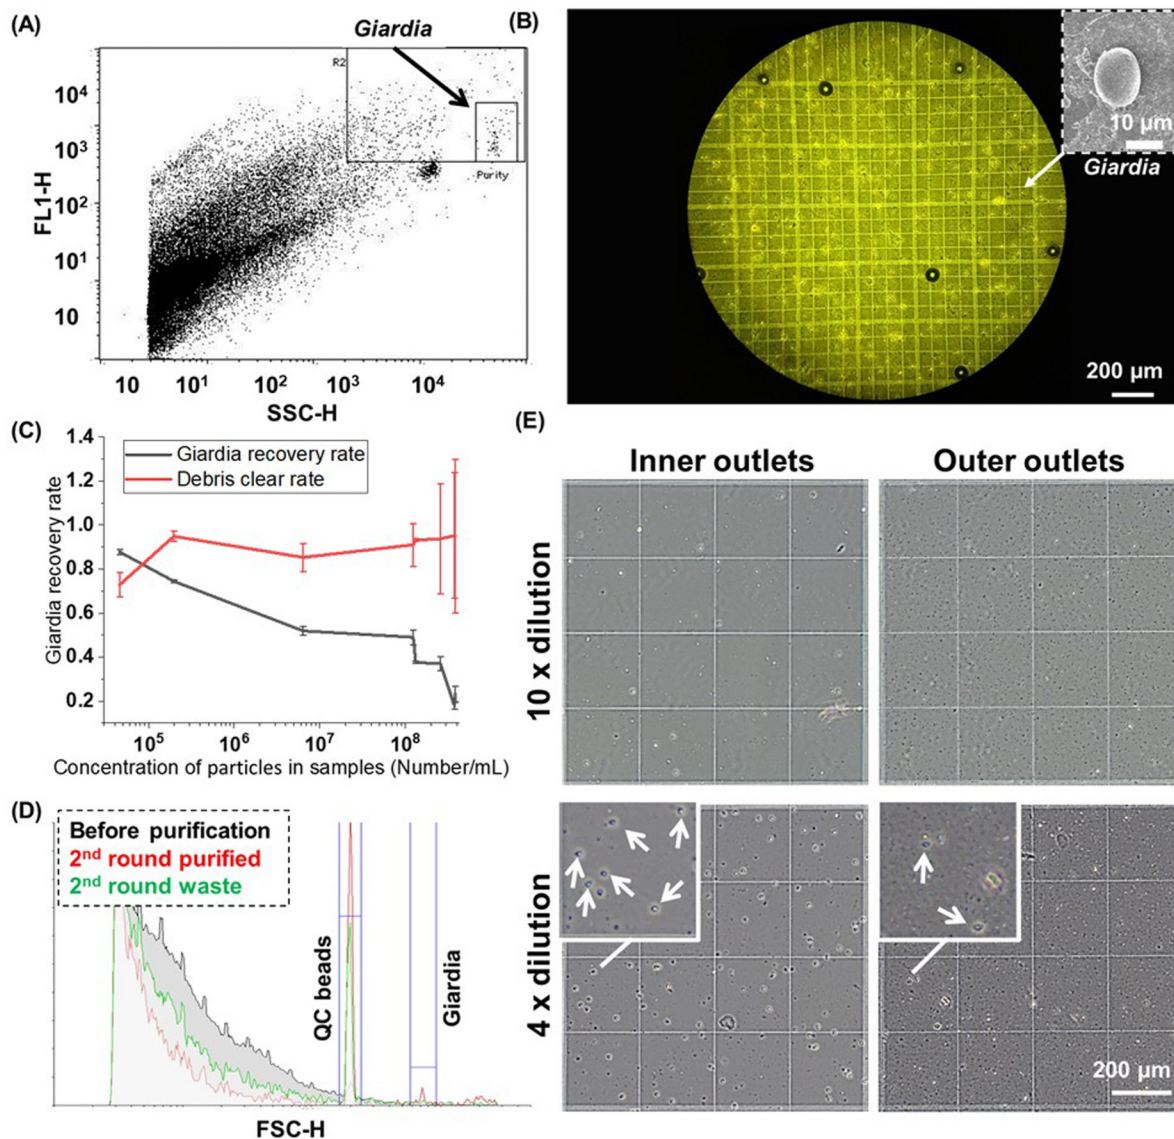 (A)
Giardia
R2
Purity
FL1-H
10⁴
10³
10²
10¹
10
10 10¹ 10² 10³ 10⁴
SSC-H
(B)
10 µm
Giardia
200 µm
(C)
Giardia recovery rate
Debris clear rate
Giardia recovery rate
1.4
1.2
1.0
0.8
0.6
0.4
0.2
10⁵ 10⁶ 10⁷ 10⁸
Concentration of particles in samples (Number/mL)
(D)
Before purification
2ⁿᵈ round purified
2ⁿᵈ round waste
QC beads
Giardia
FSC-H
(E)
Inner outlets Outer outlets
10 x dilution
4 x dilution
200 µm